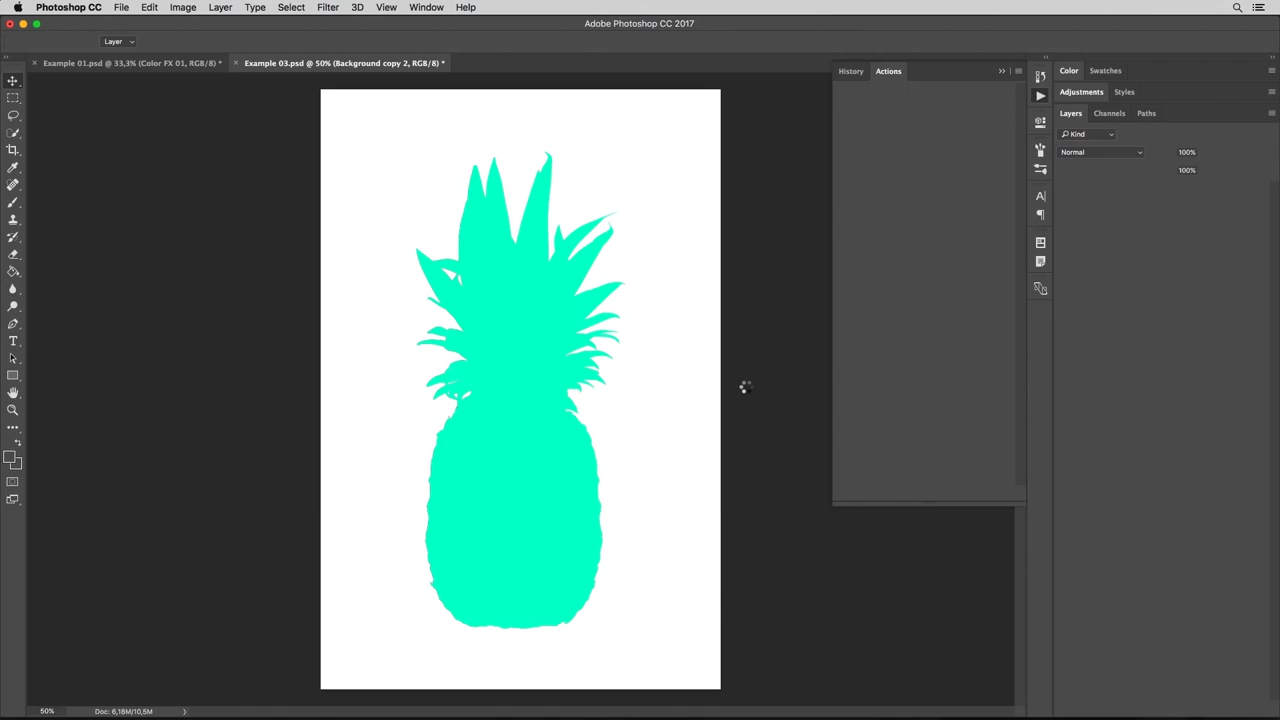 Photoshop CC File Edit Image Layer Type Select Filter 3D View Window Help
Adobe Photoshop CC 2017
Layer
Example 01.psd @ 33,3% (Color FX 01, RGB/8) *
Example 03.psd @ 50% (Background copy 2, RGB/8) *
History Actions
Color Swatches
Adjustments Styles
Layers Channels Paths
Kind
Normal 100%
100%
50% Doc: 6,18M/10,5M